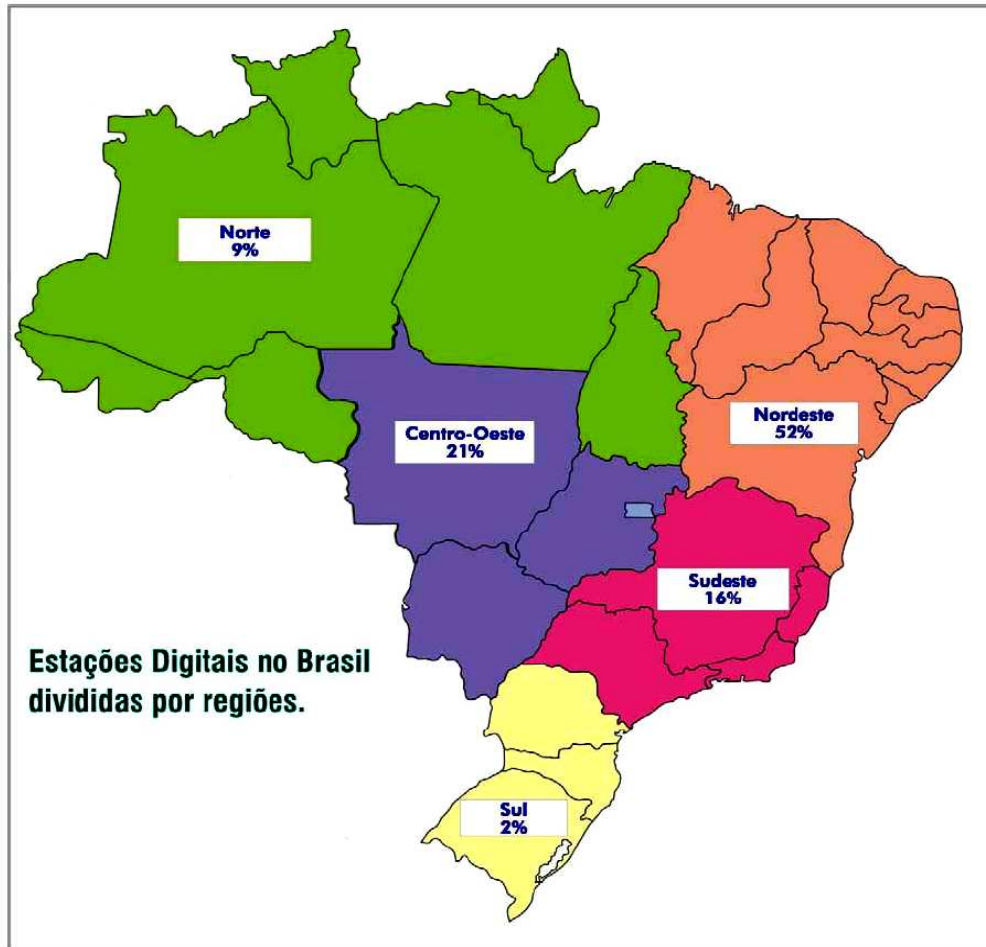 Norte
9%
Nordeste
52%
Centro-Oeste
21%
Sudeste
16%
Estações Digitais no Brasil
divididas por regiões.
Sul
2%